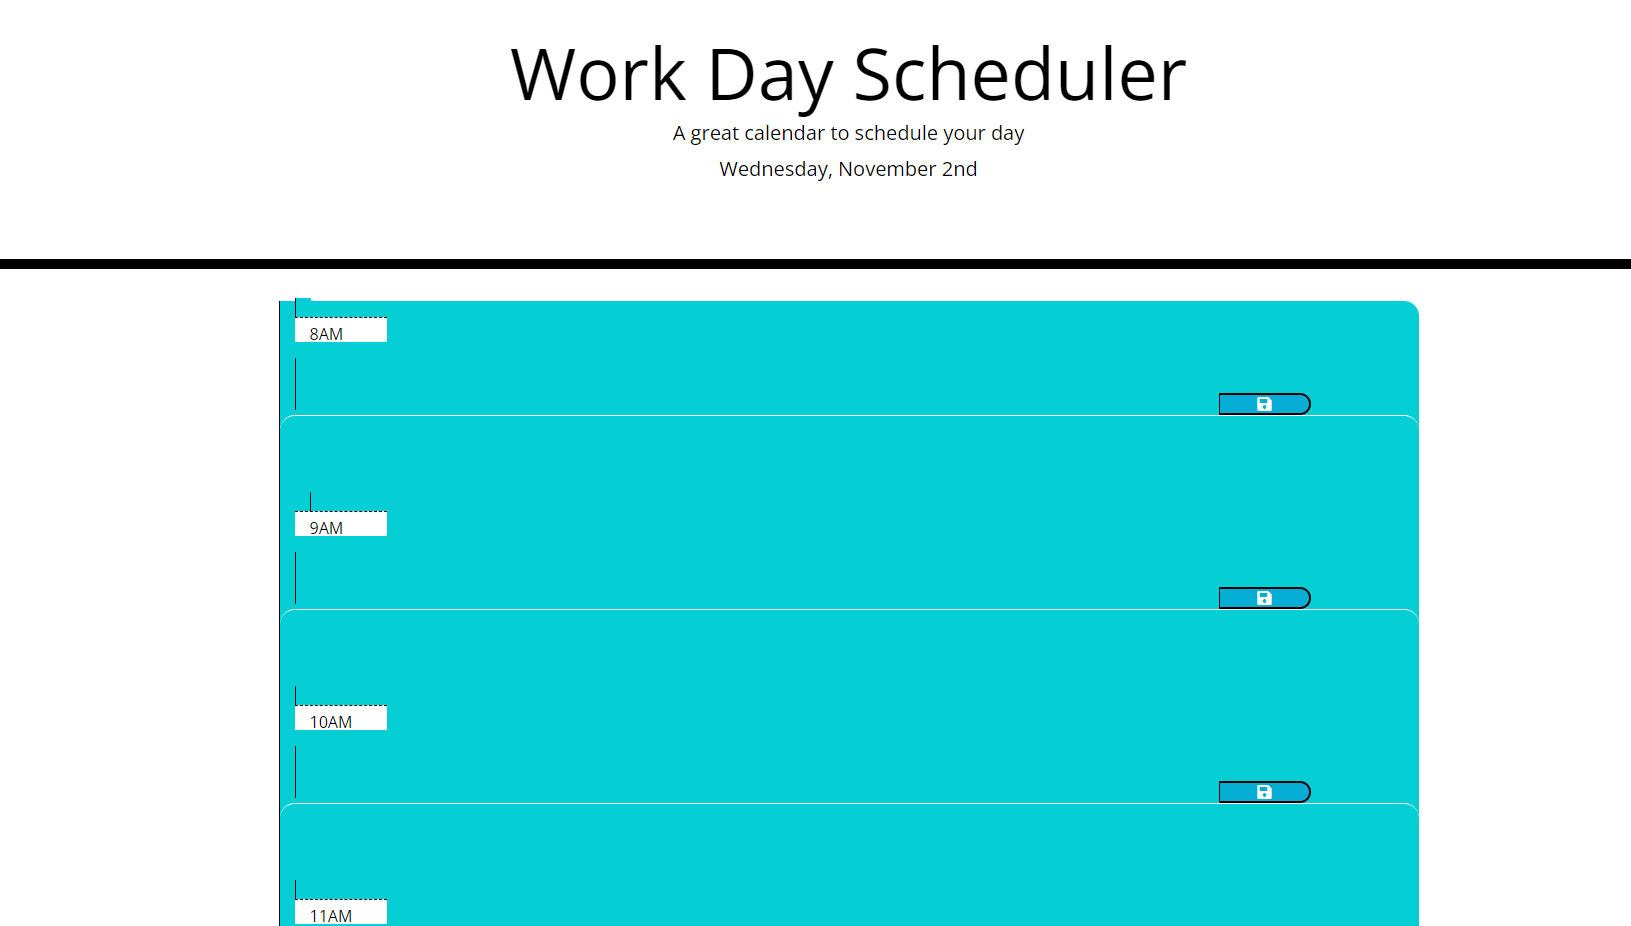 Work Day Scheduler
A great calendar to schedule your day
Wednesday, November 2nd
8AM
9AM
10AM
11AM